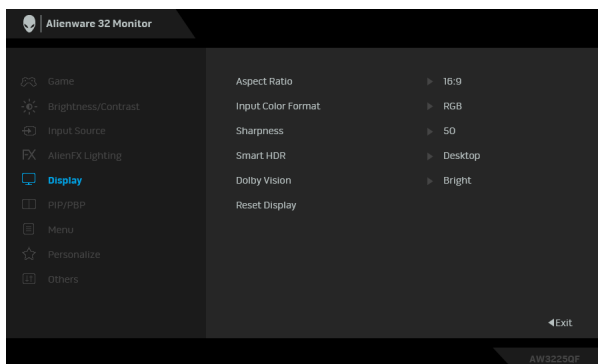 Alienware 32 Monitor
Game
Brightness/Contrast
Input Source
AlienFX Lighting
Display
PIP/PBP
Menu
Personalize
Others
Aspect Ratio 16:9
Input Color Format RGB
Sharpness 50
Smart HDR Desktop
Dolby Vision Bright
Reset Display
Exit
AW3225QF